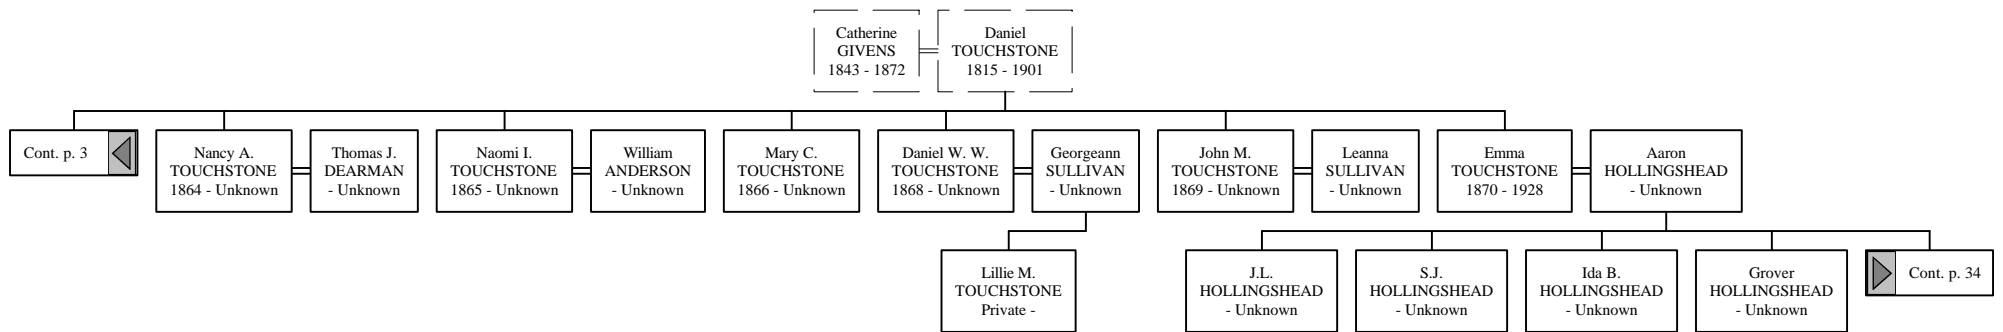 Catherine
GIVENS
1843 - 1872
Daniel
TOUCHSTONE
1815 - 1901
Cont. p. 3
Nancy A.
TOUCHSTONE
1864 - Unknown
Thomas J.
DEARMAN
- Unknown
Naomi I.
TOUCHSTONE
1865 - Unknown
William
ANDERSON
- Unknown
Mary C.
TOUCHSTONE
1866 - Unknown
Daniel W. W.
TOUCHSTONE
1868 - Unknown
Georgeann
SULLIVAN
- Unknown
John M.
TOUCHSTONE
1869 - Unknown
Leanna
SULLIVAN
- Unknown
Emma
TOUCHSTONE
1870 - 1928
Aaron
HOLLINGSHEAD
- Unknown
Lillie M.
TOUCHSTONE
Private -
J.L.
HOLLINGSHEAD
- Unknown
S.J.
HOLLINGSHEAD
- Unknown
Ida B.
HOLLINGSHEAD
- Unknown
Grover
HOLLINGSHEAD
- Unknown
Cont. p. 34